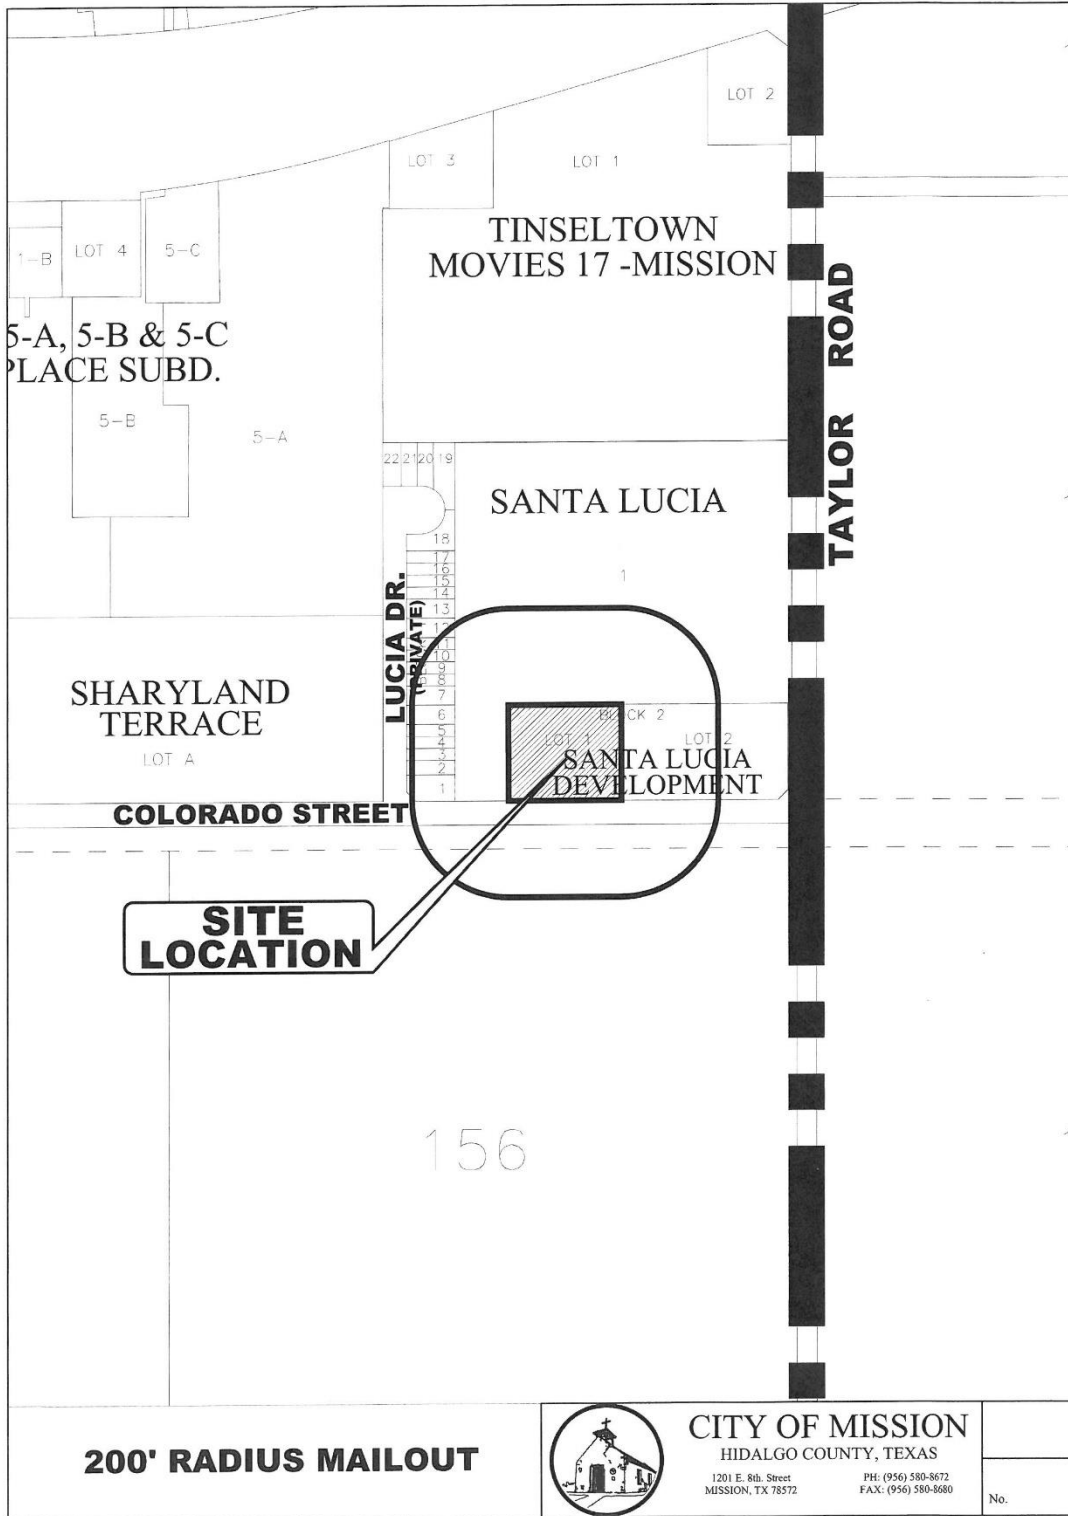 LOT 2
LOT 3
LOT 1
TINSELTOWN
MOVIES 17 -MISSION
1-B
LOT 4
5-C
5-A, 5-B & 5-C
PLACE SUBD.
5-B
5-A
TAYLOR ROAD
22 21 20 19
SANTA LUCIA
18
17
16
15
14
13
12
11
10
9
8
7
6
5
4
3
2
1
1
LUCIA DR.
(PRIVATE)
SHARYLAND
TERRACE
LOT A
BLOCK 2
LOT 1
LOT 2
SANTA LUCIA
DEVELOPMENT
COLORADO STREET
SITE
LOCATION
156
200' RADIUS MAILOUT
CITY OF MISSION
HIDALGO COUNTY, TEXAS
1201 E. 8th. Street
MISSION, TX 78572
PH: (956) 580-8672
FAX: (956) 580-8680
No.